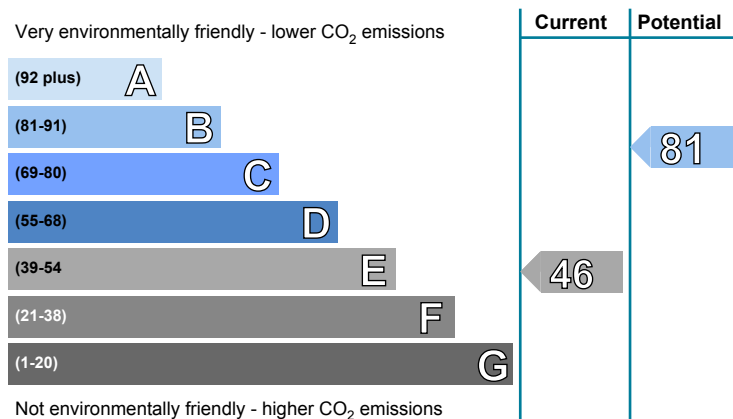 Current Potential
Very environmentally friendly - lower CO2 emissions
(92 plus) A
(81-91) B
81
(69-80) C
(55-68) D
(39-54 E 46
(21-38) F
(1-20) G
Not environmentally friendly - higher CO2 emissions